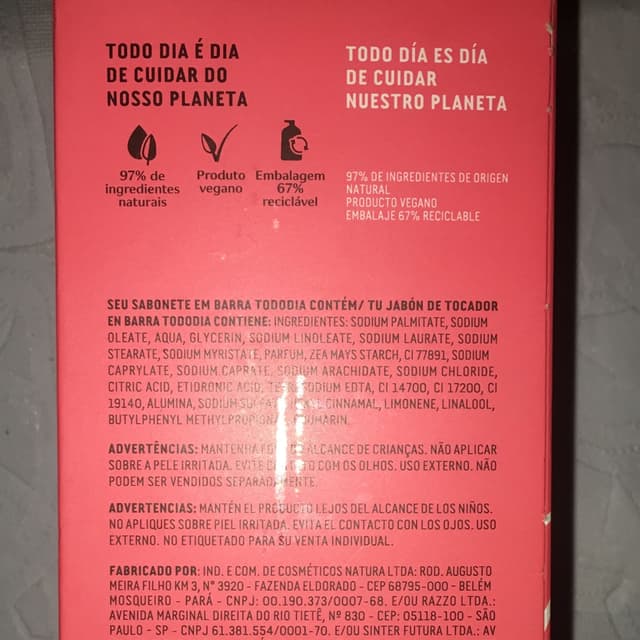 TODO DIA É DIA
DE CUIDAR DO
NOSSO PLANETA
97% de
ingredientes
naturais
Produto
vegano
Embalagem
67%
reciclável
TODO DÍA ES DÍA
DE CUIDAR
NUESTRO PLANETA
97% DE INGREDIENTES DE ORIGEN
NATURAL
PRODUCTO VEGANO
EMBALAJE 67% RECICLABLE
SEU SABONETE EM BARRA TODODIA CONTÉM/ TU JABÓN DE TOCADOR
EN BARRA TODODIA CONTIENE: INGREDIENTES: SODIUM PALMITATE, SODIUM
OLEATE, AQUA, GLYCERIN, SODIUM LINOLEATE, SODIUM LAURATE, SODIUM
STEARATE, SODIUM MYRISTATE, PARFUM, ZEA MAYS STARCH, CI 77891, SODIUM
CAPRYLATE, SODIUM CAPRATE, SODIUM ARACHIDATE, SODIUM CHLORIDE,
CITRIC ACID, ETIDRONIC ACID, TETRASODIUM EDTA, CI 14700, CI 17200, CI
19140, ALUMINA, SODIUM CINNAMAL, LIMONENE, LINALOOL,
BUTYLPHENYL METHYLPROPIONAL, COUMARIN.
ADVERTÊNCIAS: MANTENHA FORA DO ALCANCE DE CRIANÇAS. NÃO APLICAR
SOBRE A PELE IRRITADA. EVITE CONTATO COM OS OLHOS. USO EXTERNO. NÃO
PODEM SER VENDIDOS SEPARADAMENTE.
ADVERTENCIAS: MANTÉN EL PRODUCTO LEJOS DEL ALCANCE DE LOS NIÑOS.
NO APLIQUES SOBRE PIEL IRRITADA. EVITA EL CONTACTO CON LOS OJOS. USO
EXTERNO. NO ETIQUETADO PARA SU VENTA INDIVIDUAL.
FABRICADO POR: IND. E COM. DE COSMÉTICOS NATURA LTDA: ROD. AUGUSTO
MEIRA FILHO KM 3, N° 3920 - FAZENDA ELDORADO - CEP 68795-000 - BELÉM
MOSQUEIRO - PARÁ - CNPJ: 00.190.373/0007-68. E/OU RAZZO LTDA.:
AVENIDA MARGINAL DIREITA DO RIO TIETÊ, N° 830 - CEP: 05118-100 - SÃO
PAULO - SP - CNPJ 61.381.554/0001-70. E/OU SINTER FUTURA LTDA.: AV